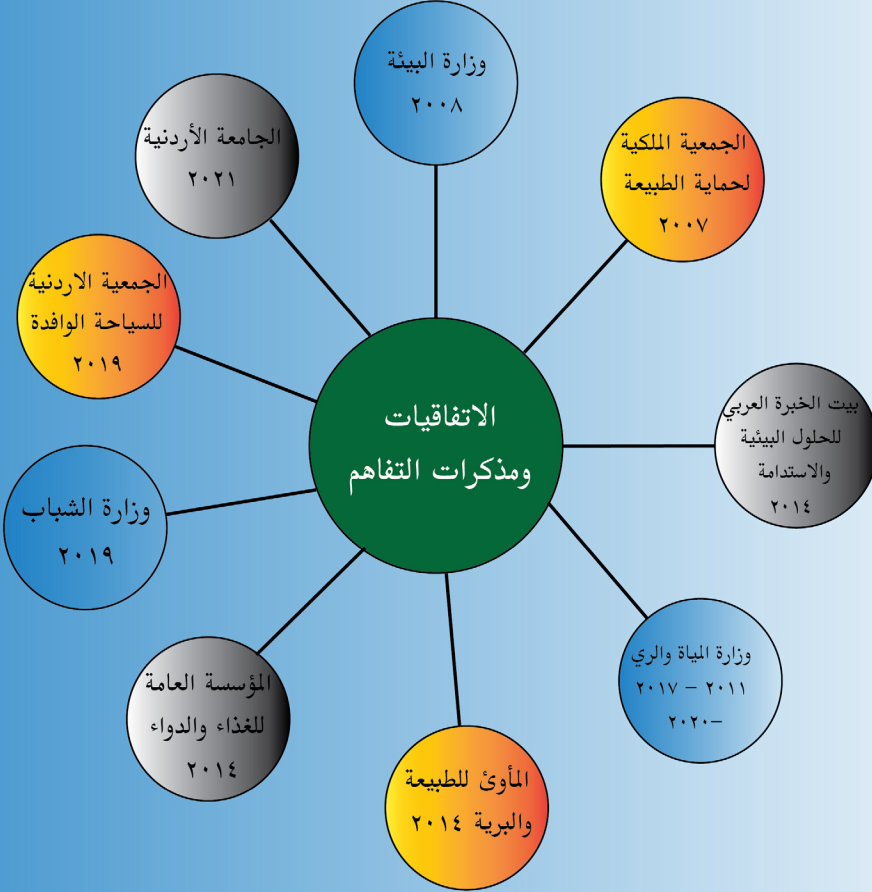 الاتفاقيات
ومذكرات التفاهم
وزارة البيئة
٢٠٠٨
الجمعية الملكية
لحماية الطبيعة
٢٠٠٧
بيت الخبرة العربي
للحلول البيئية
والاستدامة
٢٠١٤
وزارة المياة والري
٢٠١١ – ٢٠١٧
–٢٠٢٠
المأوئ للطبيعة
والبرية ٢٠١٤
المؤسسة العامة
للغذاء والدواء
٢٠١٤
وزارة الشباب
٢٠١٩
الجمعية الاردنية
للسياحة الوافدة
٢٠١٩
الجامعة الأردنية
٢٠٢١